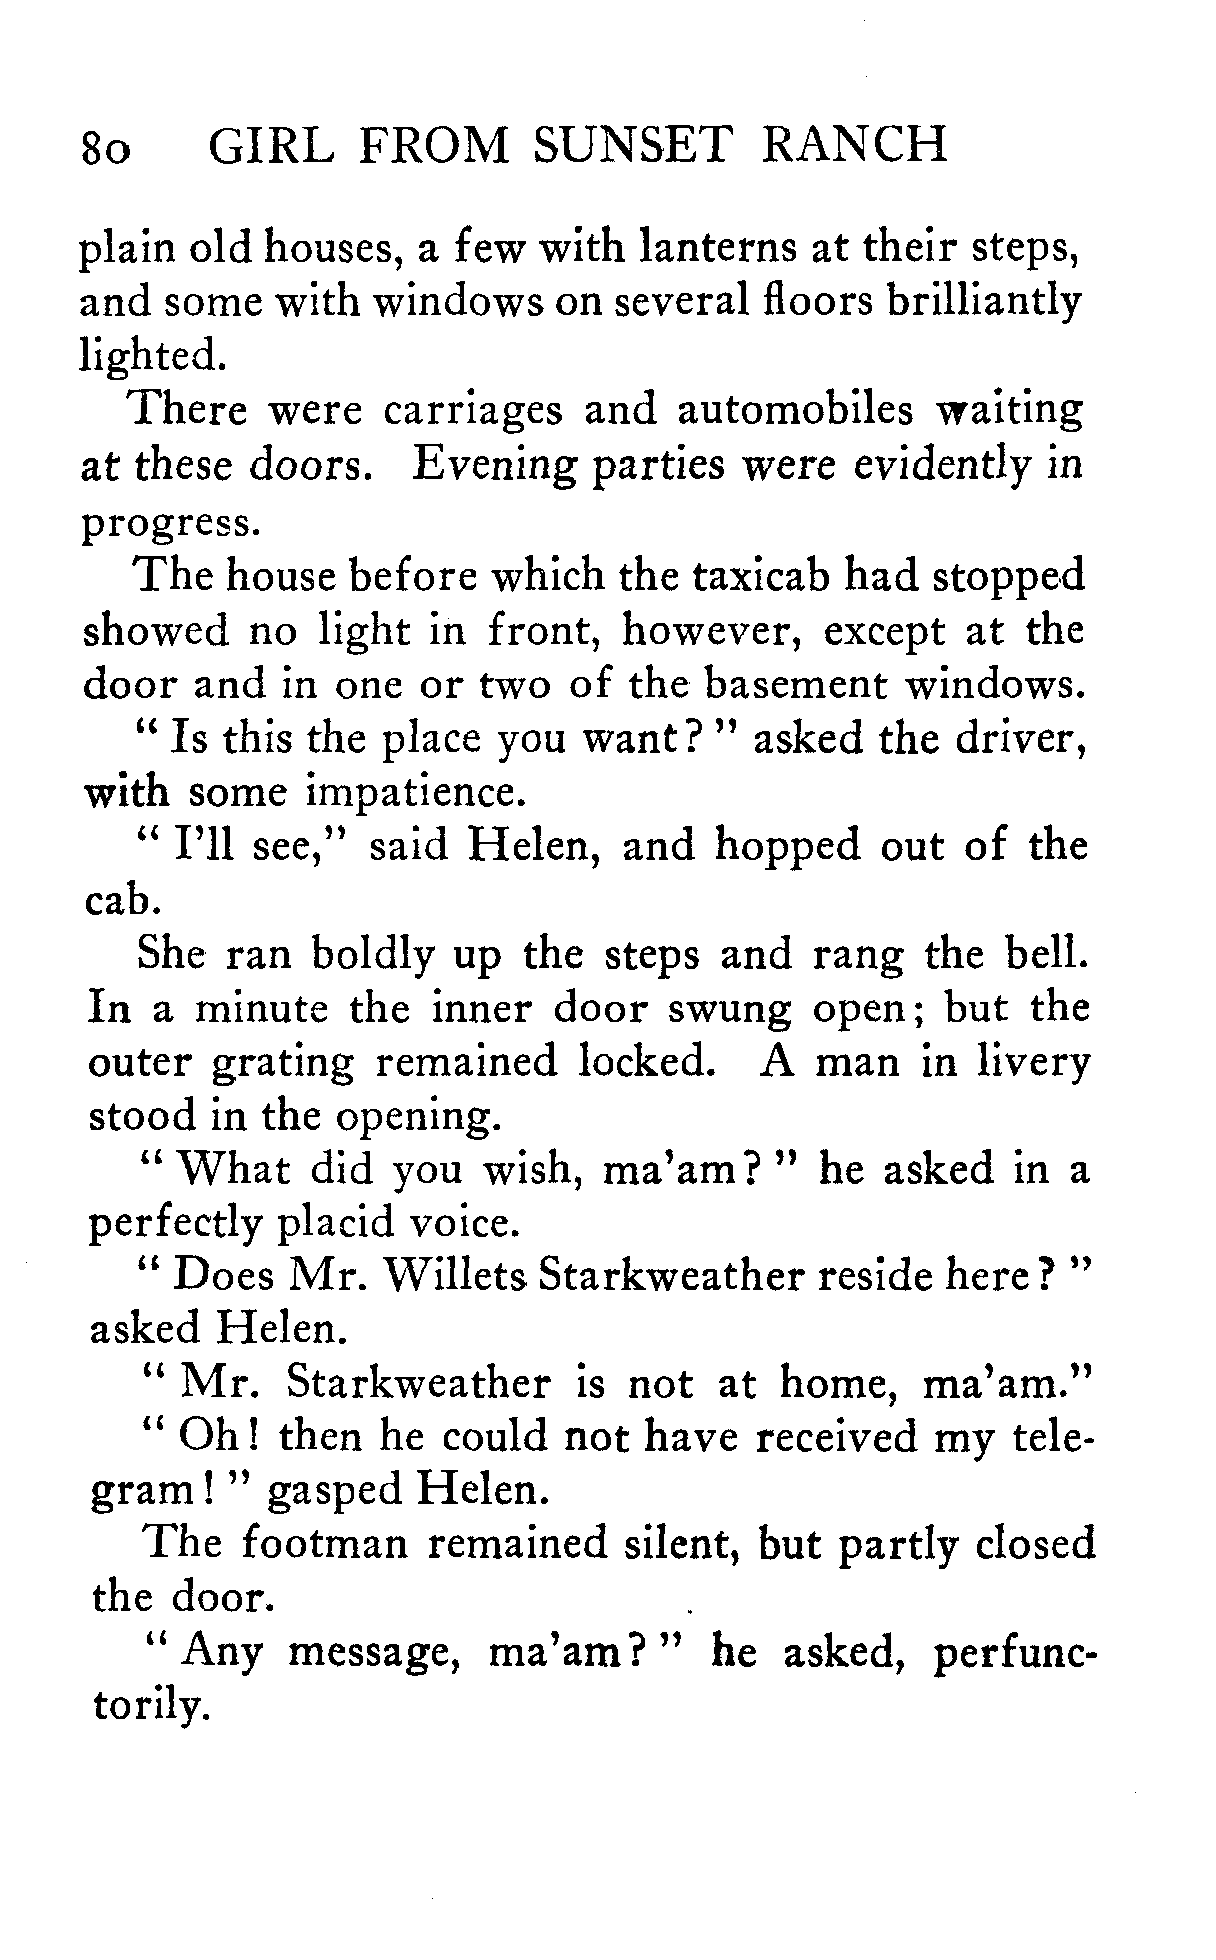 80 GIRL FROM SUNSET RANCH
plain old houses, a few with lanterns at their steps,
and some with windows on several floors brilliantly
lighted.
There were carriages and automobiles waiting
at these doors. Evening parties were evidently in
progress.
The house before which the taxicab had stopped
showed no light in front, however, except at the
door and in one or two of the basement windows.
" Is this the place you want? " asked the driver,
with some impatience.
" I'll see," said Helen, and hopped out of the
cab.
She ran boldly up the steps and rang the bell.
In a minute the inner door swung open; but the
outer grating remained locked. A man in livery
stood in the opening.
" What did you wish, ma'am? " he asked in a
perfectly placid voice.
" Does Mr. Willets Starkweather reside here? "
asked Helen.
" Mr. Starkweather is not at home, ma'am."
" Oh! then he could not have received my tele-
gram! " gasped Helen.
The footman remained silent, but partly closed
the door.
" Any message, ma'am? " he asked, perfunc-
torily.